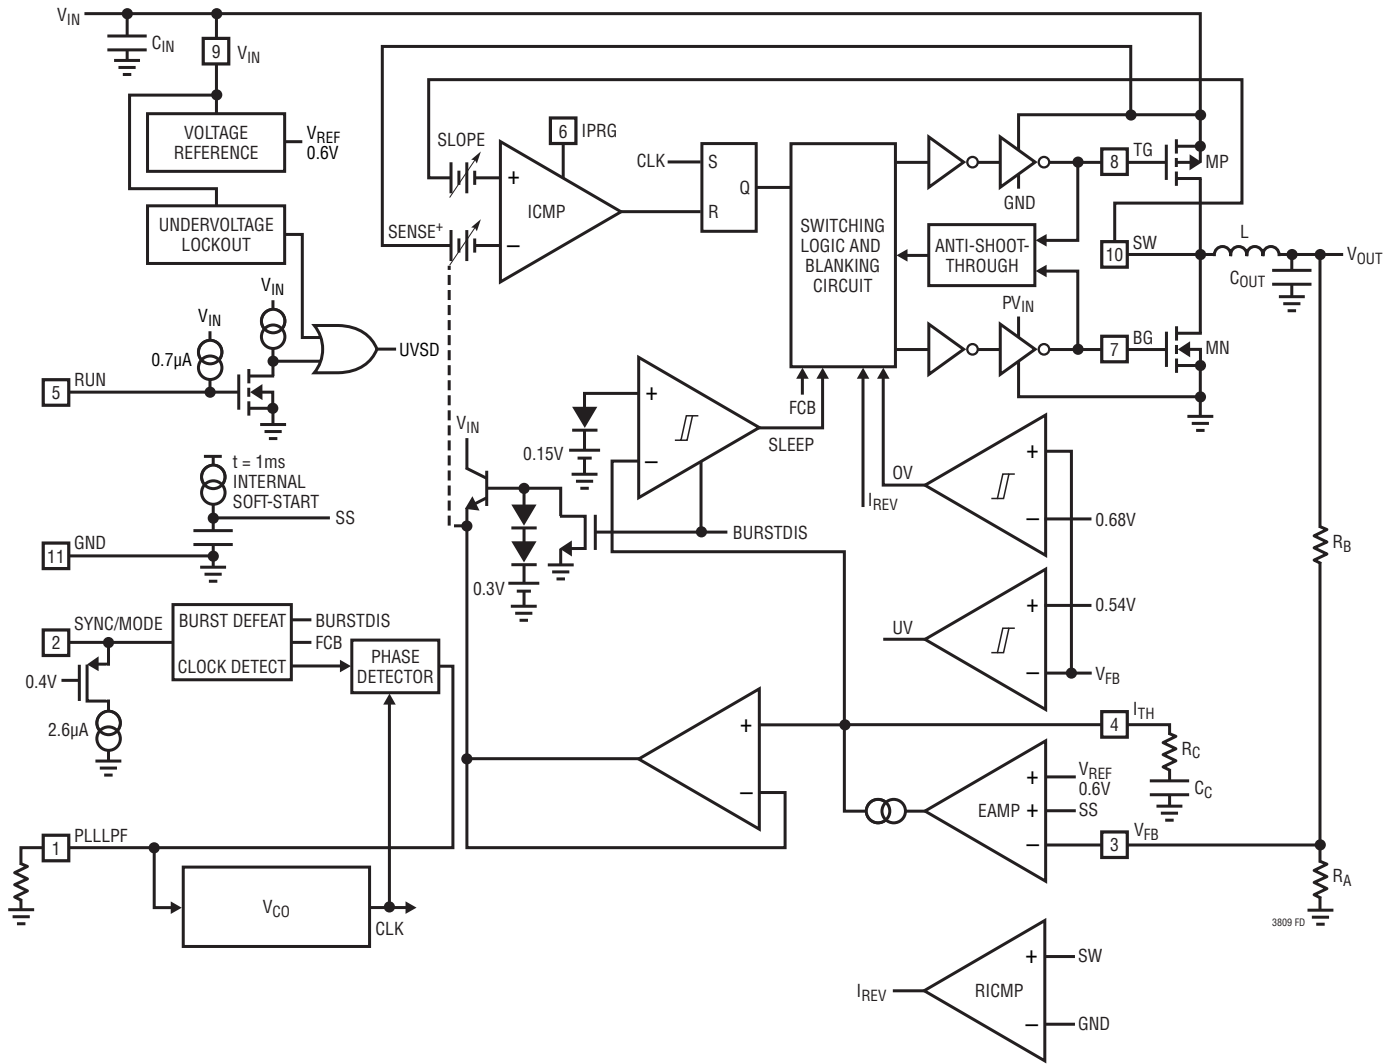 VIN
CIN
9
VIN
VOLTAGE
REFERENCE
VREF
0.6V
UNDERVOLTAGE
LOCKOUT
VIN
VIN
0.7µA
5
RUN
UVSD
t = 1ms
INTERNAL
SOFT-START
SS
11
GND
2
SYNC/MODE
0.4V
2.6µA
BURST DEFEAT
CLOCK DETECT
BURSTDIS
FCB
PHASE
DETECTOR
1
PLLLPF
VCO
CLK
SLOPE
SENSE+
+
–
ICMP
6
IPRG
CLK
S
R
Q
SWITCHING
LOGIC AND
BLANKING
CIRCUIT
GND
ANTI-SHOOT-
THROUGH
PVIN
8
TG
MP
10
SW
L
VOUT
COUT
7
BG
MN
VIN
0.15V
+
–
SLEEP
FCB
IREV
OV
BURSTDIS
0.3V
+
–
0.68V
UV
+
–
0.54V
VFB
RB
+
–
4
ITH
RC
CC
EAMP
+
+
–
VREF
0.6V
SS
3
VFB
RA
3809 FD
IREV
RICMP
+
–
SW
GND